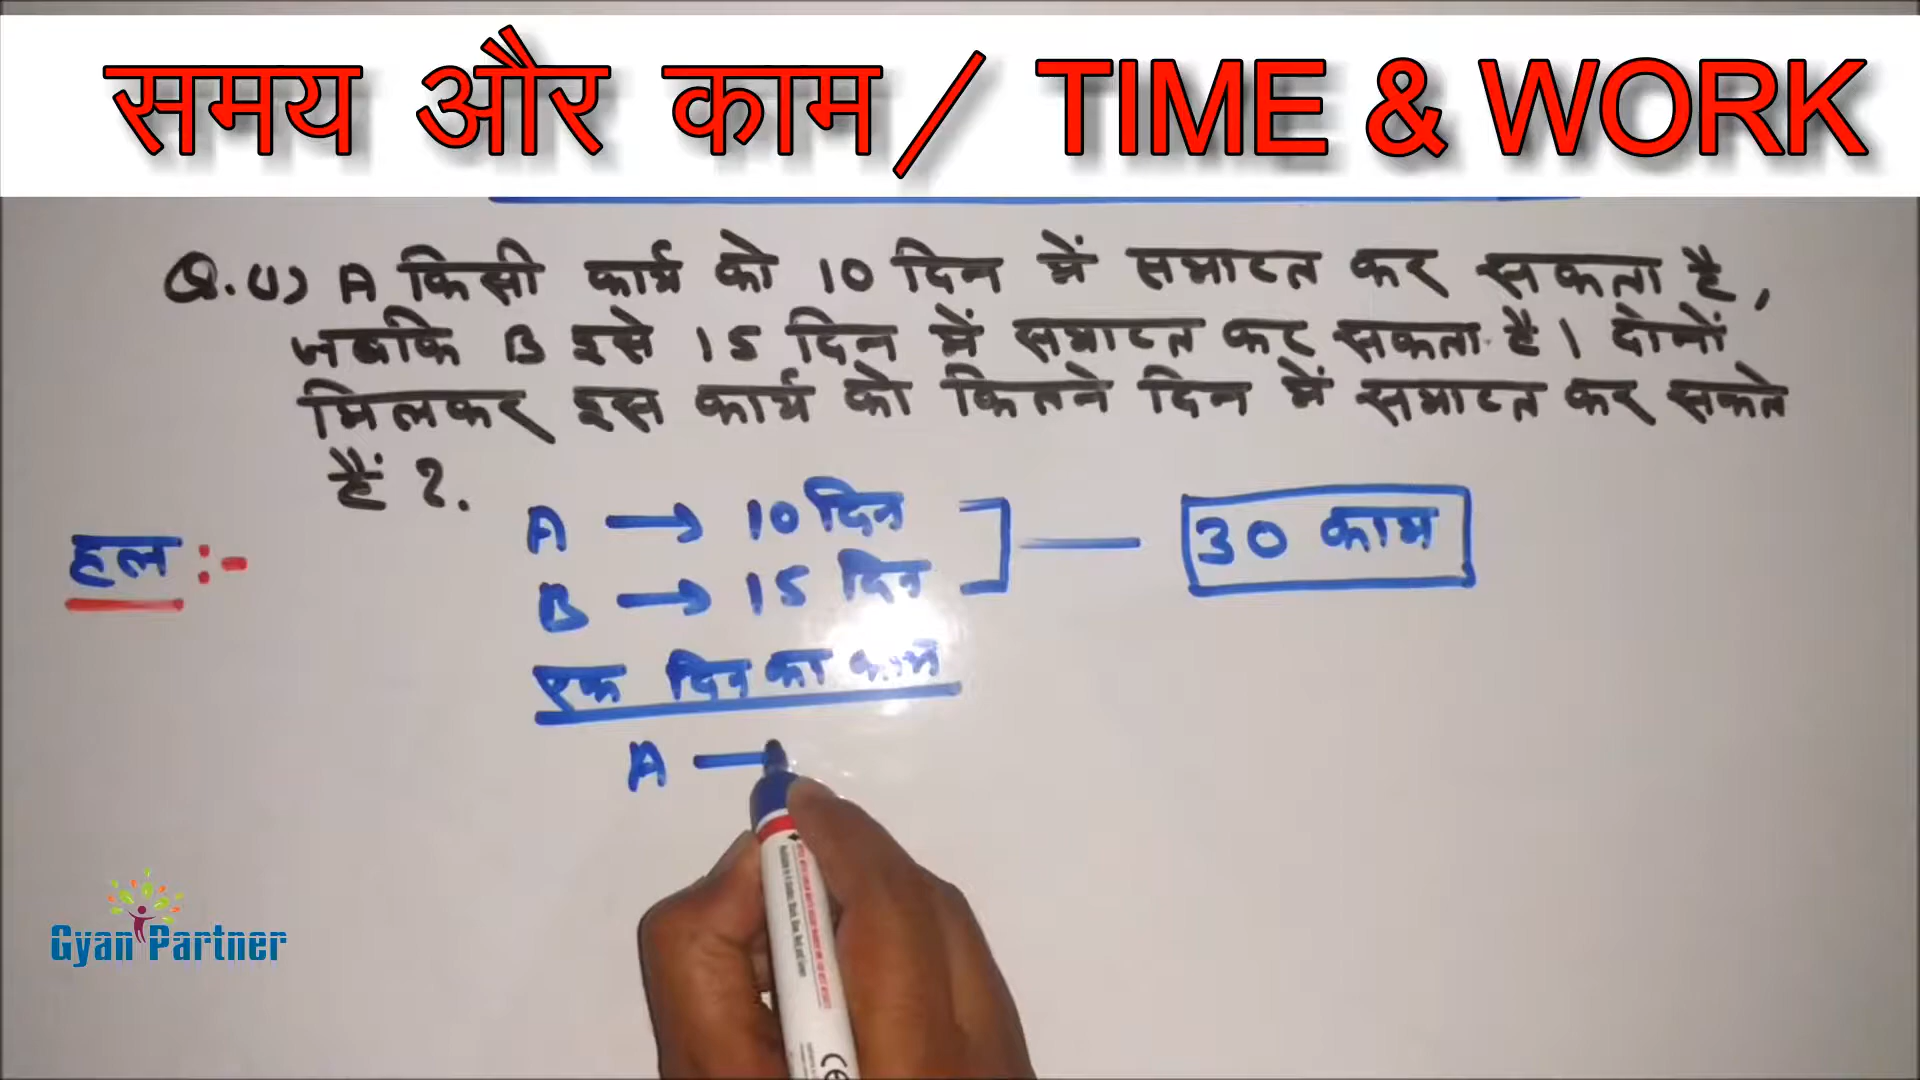 समय और काम / TIME & WORK
Q.(1) A किसी कार्य को 10 दिन में समाप्त कर सकता है,
जबकि B इसे 15 दिन में समाप्त कर सकता है। दोनों
मिलकर इस कार्य को कितने दिन में समाप्त कर सकते
हैं ?.
हल :-
A → 10 दिन
B → 15 दिन
30 काम
एक दिन का काम
A —
Gyan Partner